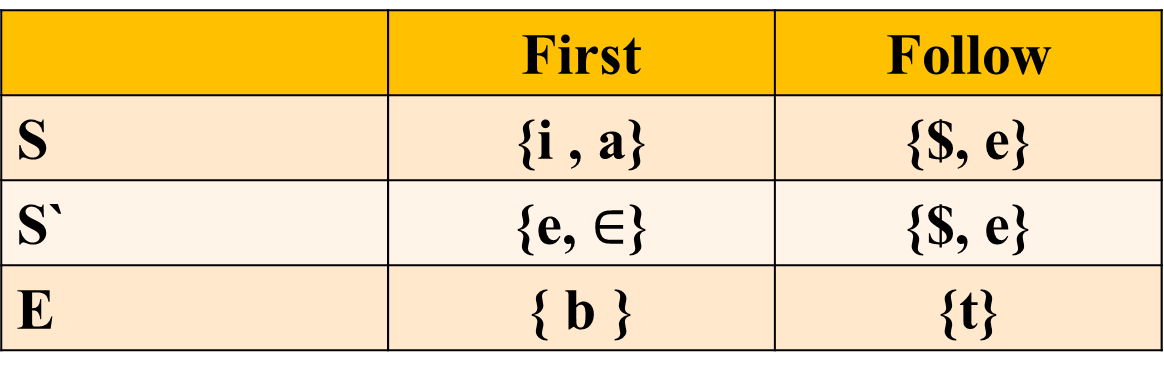 First Follow
S {i , a} {$, e}
S` {e, ∈} {$, e}
E { b } {t}